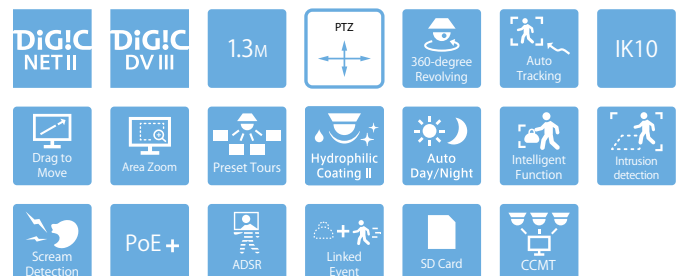 DiG!C
NET II
DiG!C
DV III
1.3M
PTZ
360-degree
Revolving
Auto
Tracking
IK10
Drag to
Move
Area Zoom
Preset Tours
Hydrophilic
Coating II
Auto
Day/Night
Intelligent
Function
Intrusion
detection
Scream
Detection
PoE+
ADSR
Linked
Event
SD Card
CCMT